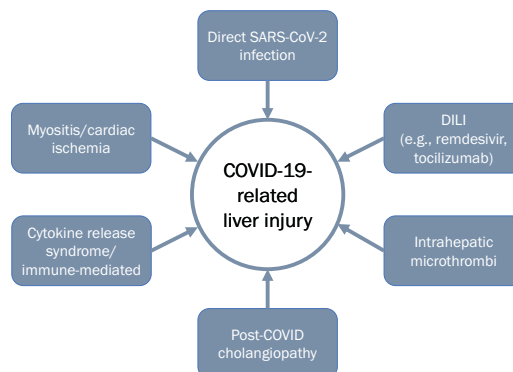 Direct SARS-CoV-2
infection
Myositis/cardiac
ischemia
DILI
(e.g., remdesivir,
tocilizumab)
COVID-19-
related
liver injury
Cytokine release
syndrome/
immune-mediated
Intrahepatic
microthrombi
Post-COVID
cholangiopathy